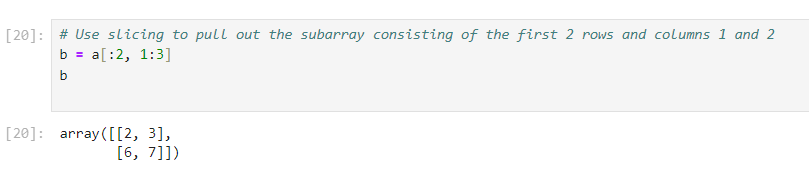 [20]: # Use slicing to pull out the subarray consisting of the first 2 rows and columns 1 and 2
b = a[:2, 1:3]
b
[20]: array([[2, 3],
       [6, 7]])